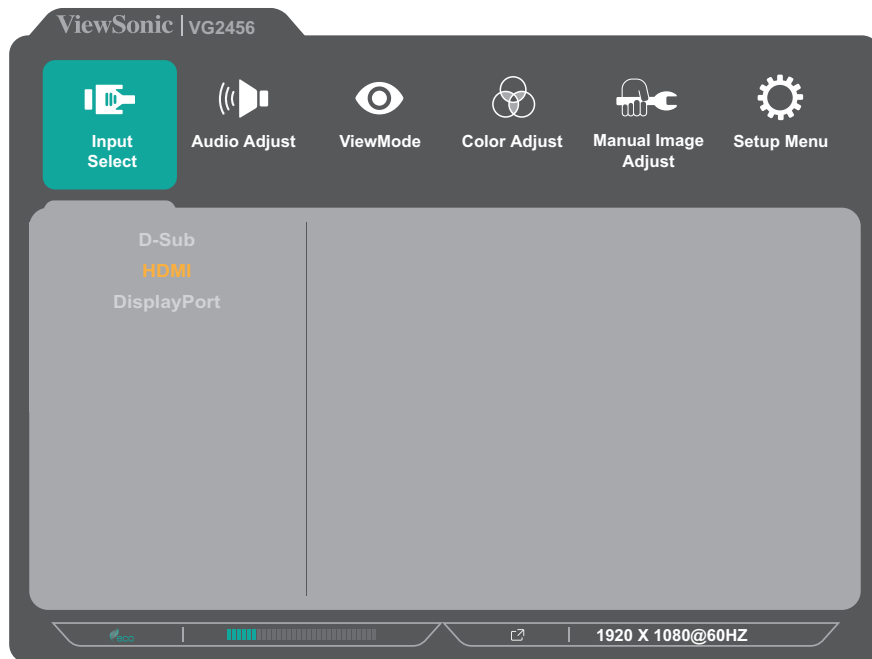 ViewSonic | VG2456
Input
Select
Audio Adjust
ViewMode
Color Adjust
Manual Image
Adjust
Setup Menu
D-Sub
HDMI
DisplayPort
eco
1920 X 1080@60HZ